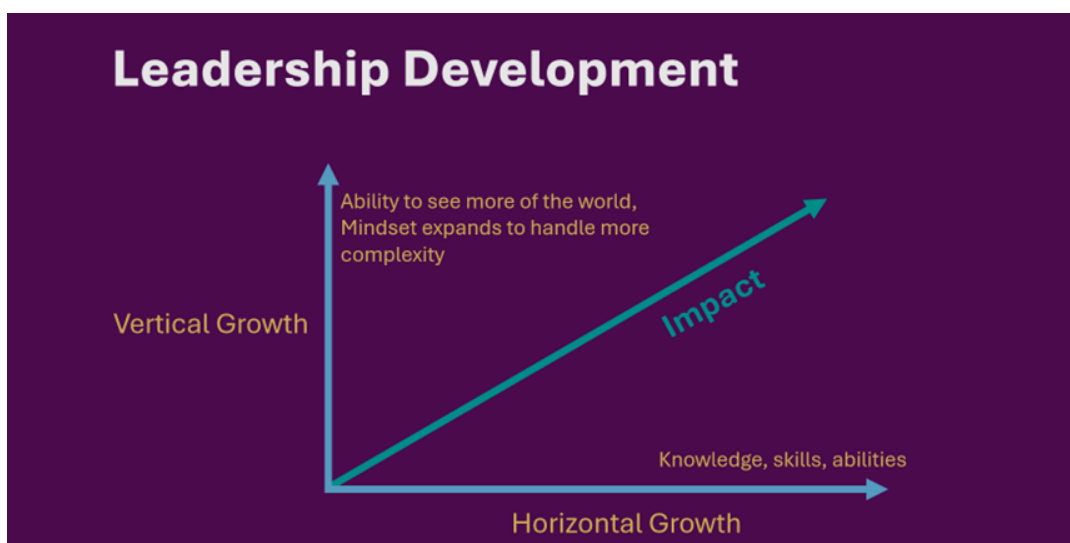 Leadership Development
Ability to see more of the world,
Mindset expands to handle more
complexity
Vertical Growth
Impact
Knowledge, skills, abilities
Horizontal Growth